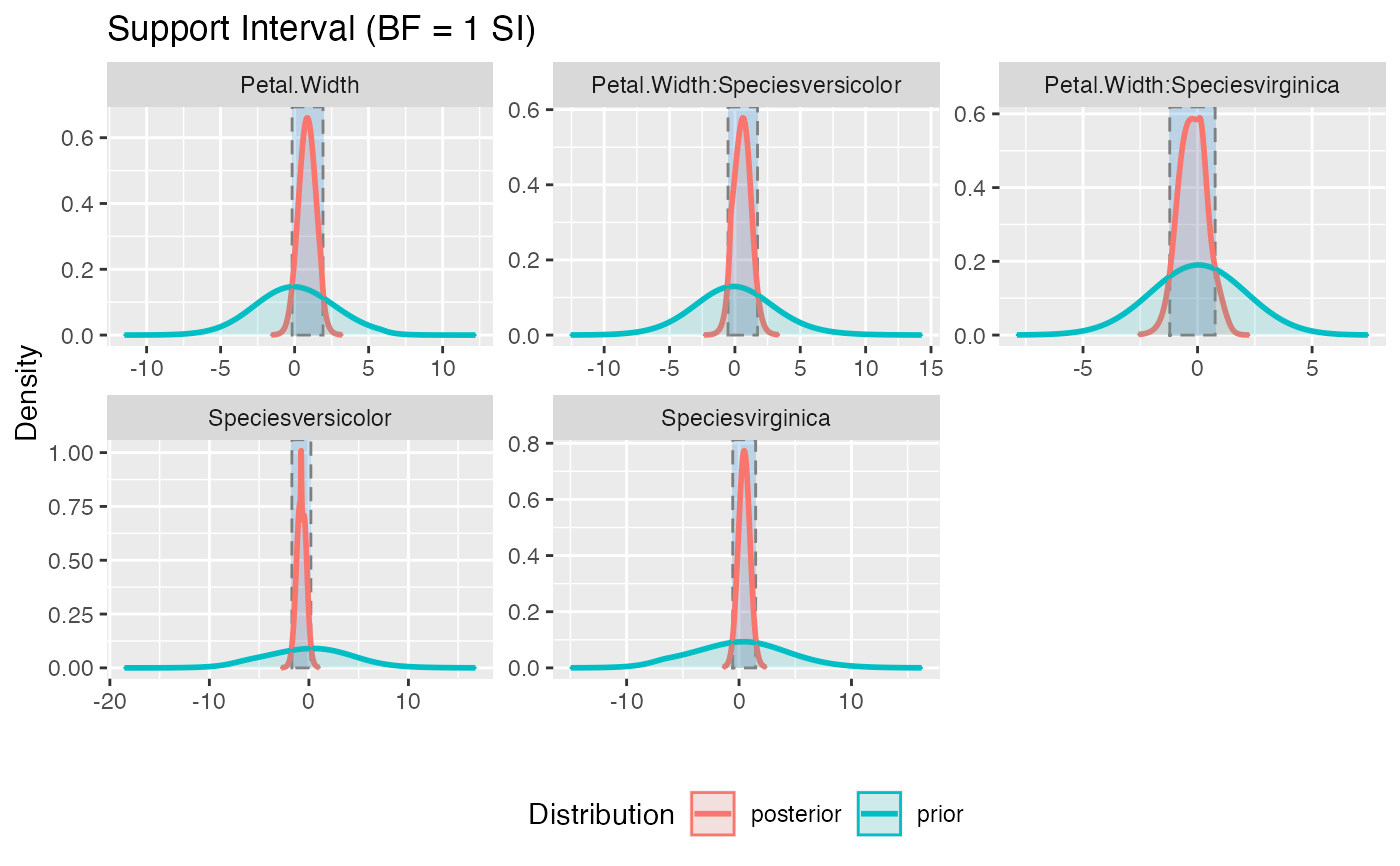 Support Interval (BF = 1 SI)
Petal.Width
Petal.Width:Speciesversicolor
Petal.Width:Speciesvirginica
0.6
0.4
0.2
0.0
-10 -5 0 5 10
0.6
0.4
0.2
0.0
-10 -5 0 5 10 15
0.6
0.4
0.2
0.0
-5 0 5
Density
Speciesversicolor
Speciesvirginica
1.00
0.75
0.50
0.25
0.00
-20 -10 0 10
0.8
0.6
0.4
0.2
0.0
-10 0 10
Distribution posterior prior